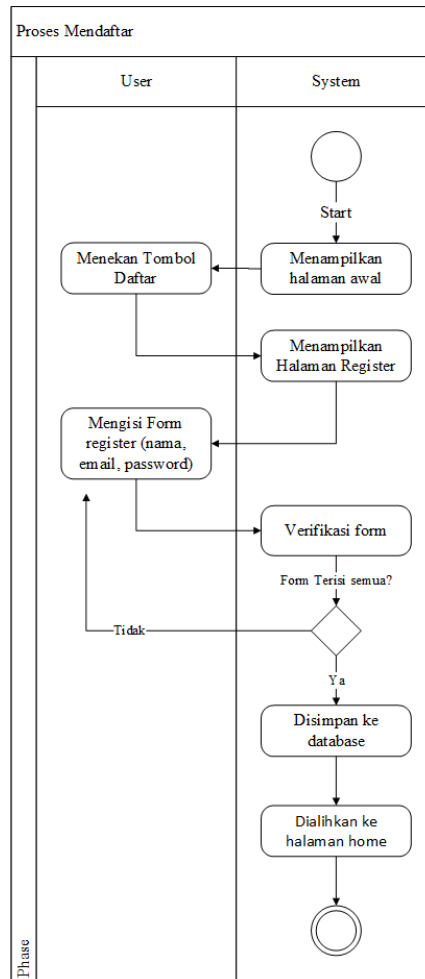 Proses Mendaftar
User
System
Start
Menampilkan
halaman awal
Menekan Tombol
Daftar
Menampilkan
Halaman Register
Mengisi Form
register (nama,
email, password)
Verifikasi form
Form Terisi semua?
Tidak
Ya
Disimpan ke
database
Dialihkan ke
halaman home
Phase